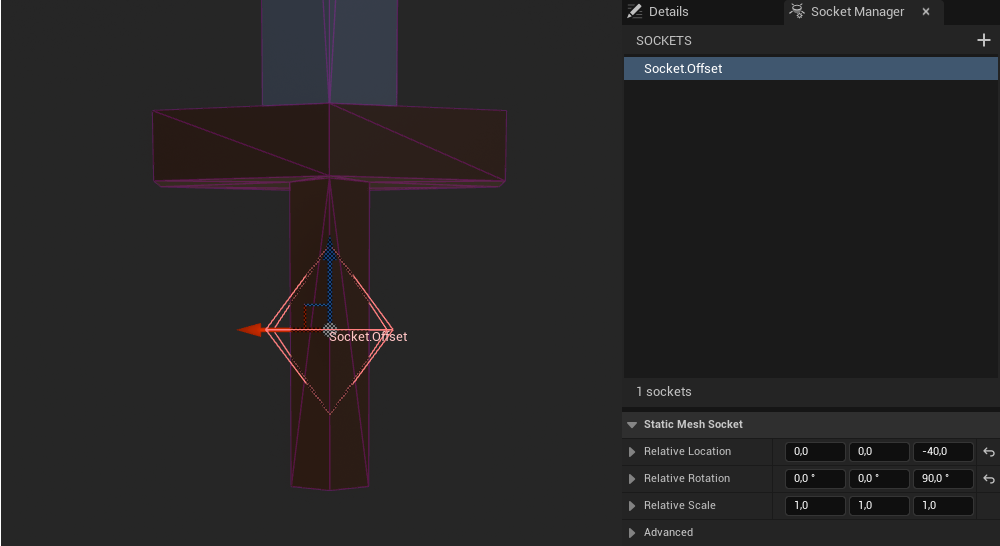 Details
Socket Manager
SOCKETS
Socket.Offset
Socket.Offset
1 sockets
Static Mesh Socket
Relative Location 0,0 0,0 -40,0
Relative Rotation 0,0 ° 0,0 ° 90,0 °
Relative Scale 1,0 1,0 1,0
Advanced